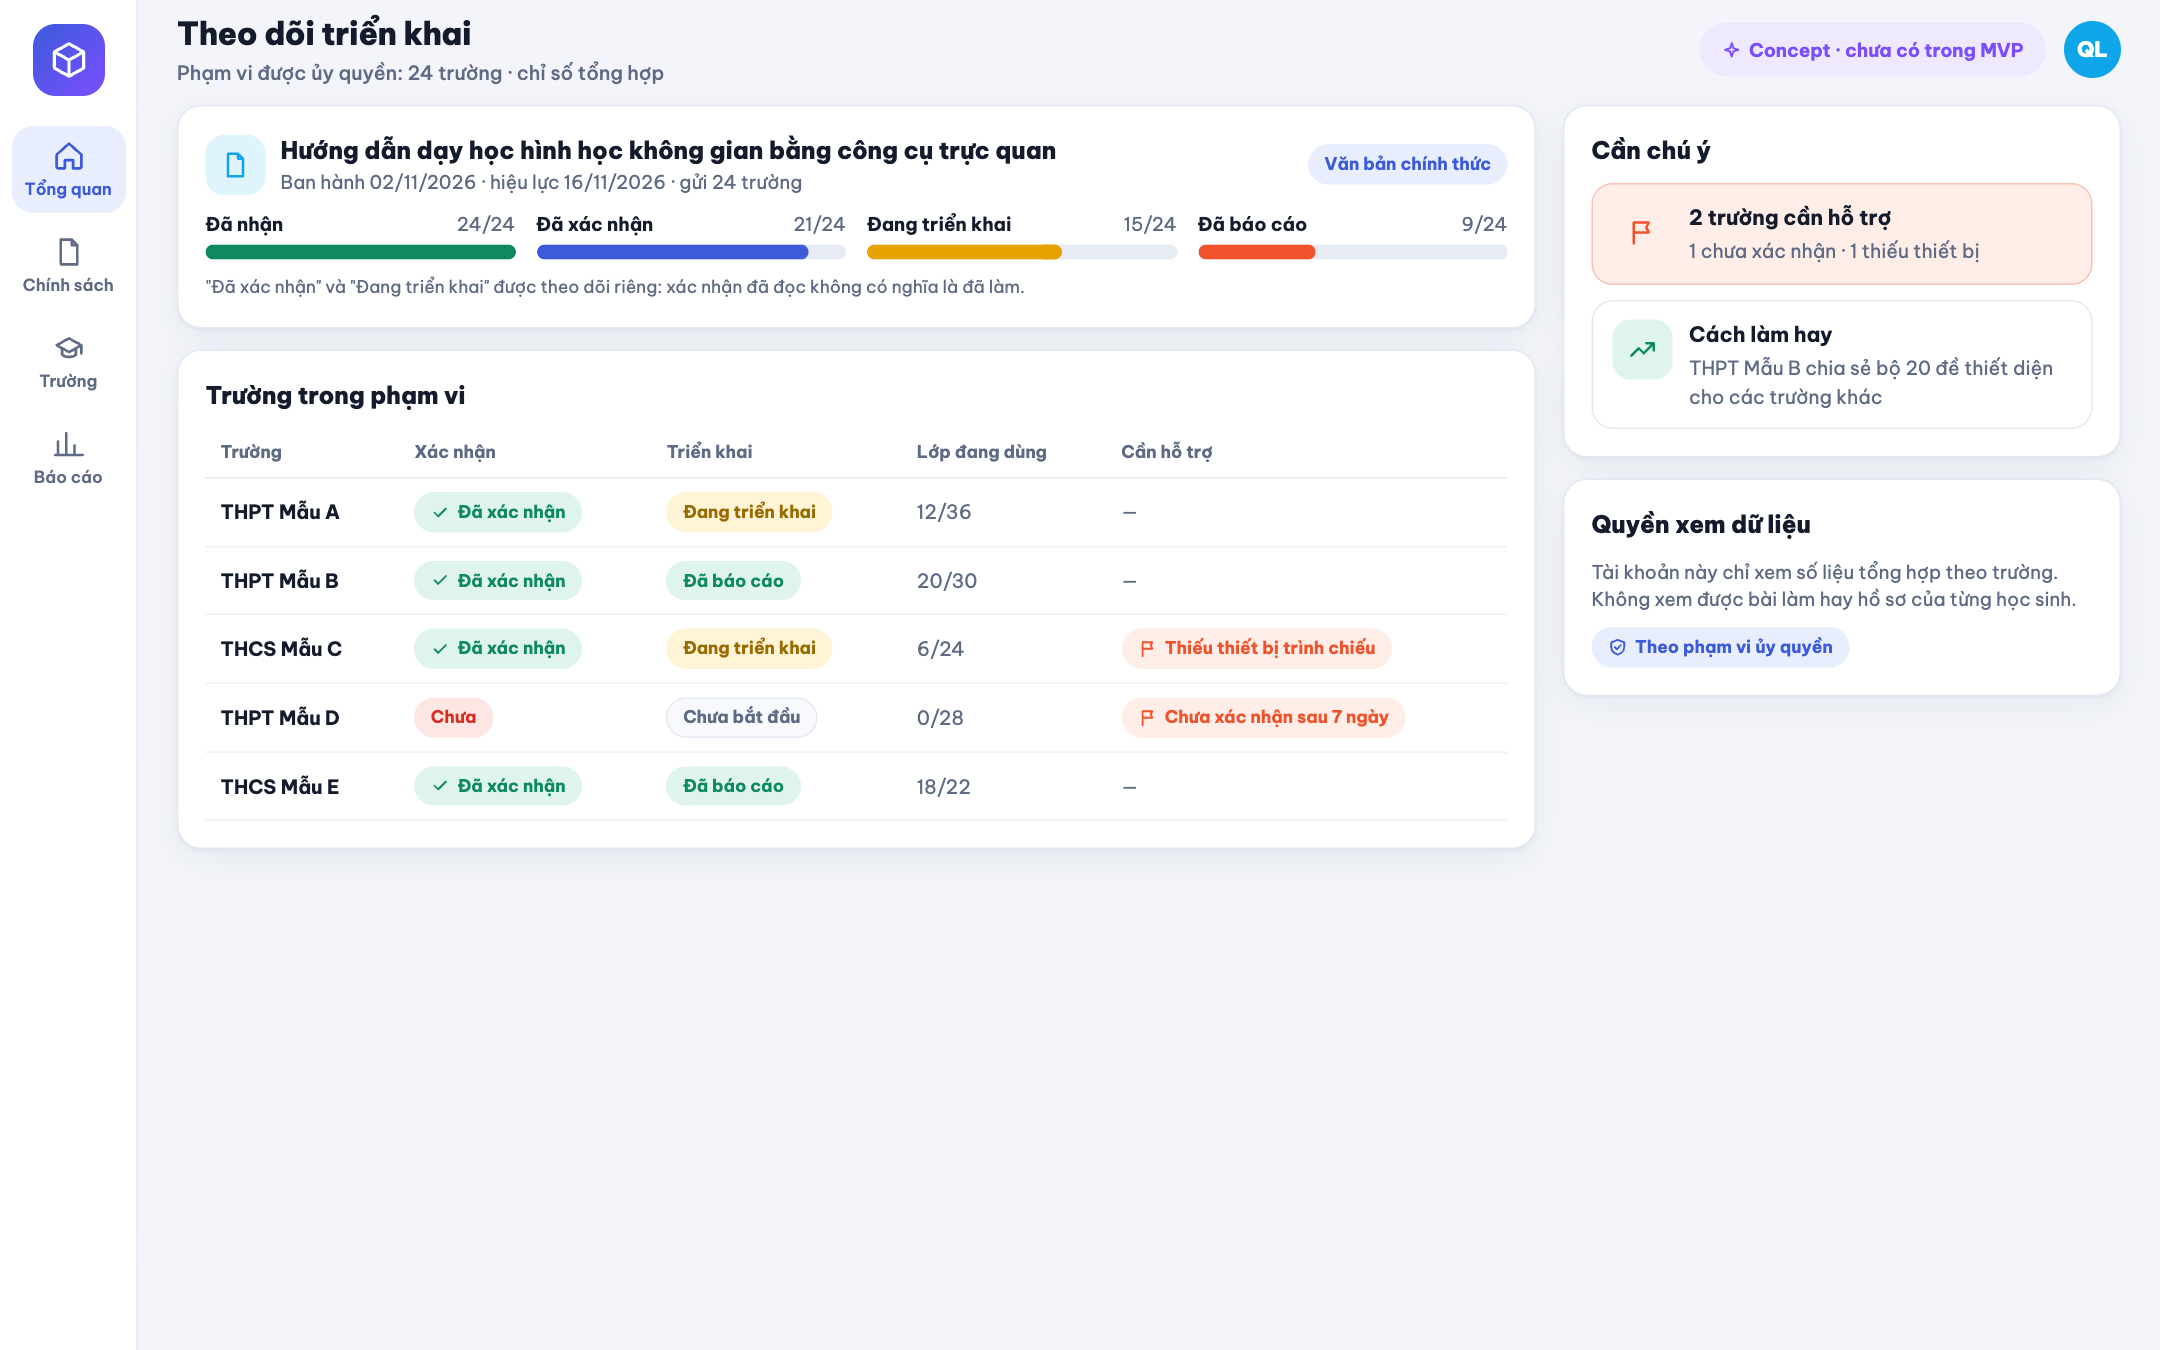 Theo dõi triển khai
Phạm vi được ủy quyền: 24 trường · chỉ số tổng hợp
Concept · chưa có trong MVP
QL
Tổng quan
Chính sách
Trường
Báo cáo
Hướng dẫn dạy học hình học không gian bằng công cụ trực quan
Ban hành 02/11/2026 · hiệu lực 16/11/2026 · gửi 24 trường
Văn bản chính thức
Đã nhận 24/24
Đã xác nhận 21/24
Đang triển khai 15/24
Đã báo cáo 9/24
"Đã xác nhận" và "Đang triển khai" được theo dõi riêng: xác nhận đã đọc không có nghĩa là đã làm.
Trường trong phạm vi
Trường Xác nhận Triển khai Lớp đang dùng Cần hỗ trợ
THPT Mẫu A Đã xác nhận Đang triển khai 12/36 —
THPT Mẫu B Đã xác nhận Đã báo cáo 20/30 —
THCS Mẫu C Đã xác nhận Đang triển khai 6/24 Thiếu thiết bị trình chiếu
THPT Mẫu D Chưa Chưa bắt đầu 0/28 Chưa xác nhận sau 7 ngày
THCS Mẫu E Đã xác nhận Đã báo cáo 18/22 —
Cần chú ý
2 trường cần hỗ trợ
1 chưa xác nhận · 1 thiếu thiết bị
Cách làm hay
THPT Mẫu B chia sẻ bộ 20 đề thiết diện
cho các trường khác
Quyền xem dữ liệu
Tài khoản này chỉ xem số liệu tổng hợp theo trường.
Không xem được bài làm hay hồ sơ của từng học sinh.
Theo phạm vi ủy quyền